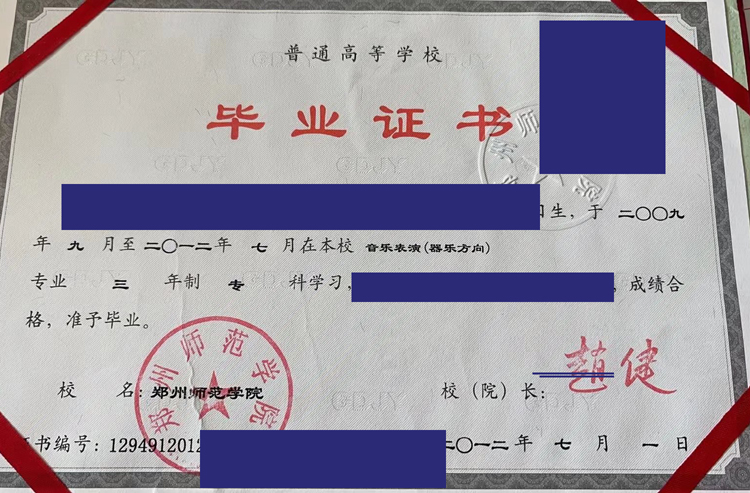 普通高等学校
毕业证书
日生，于 二〇〇九
年 九 月至 二〇一二年 七 月在本校 音乐表演(器乐方向)
专业 三 年制 专 科学习， ，成绩合
格，准予毕业。
校 名：郑州师范学院 校（院）长： 赵健
郑州师范学院
证书编号：129491201 二〇一二 年 七 月 一 日